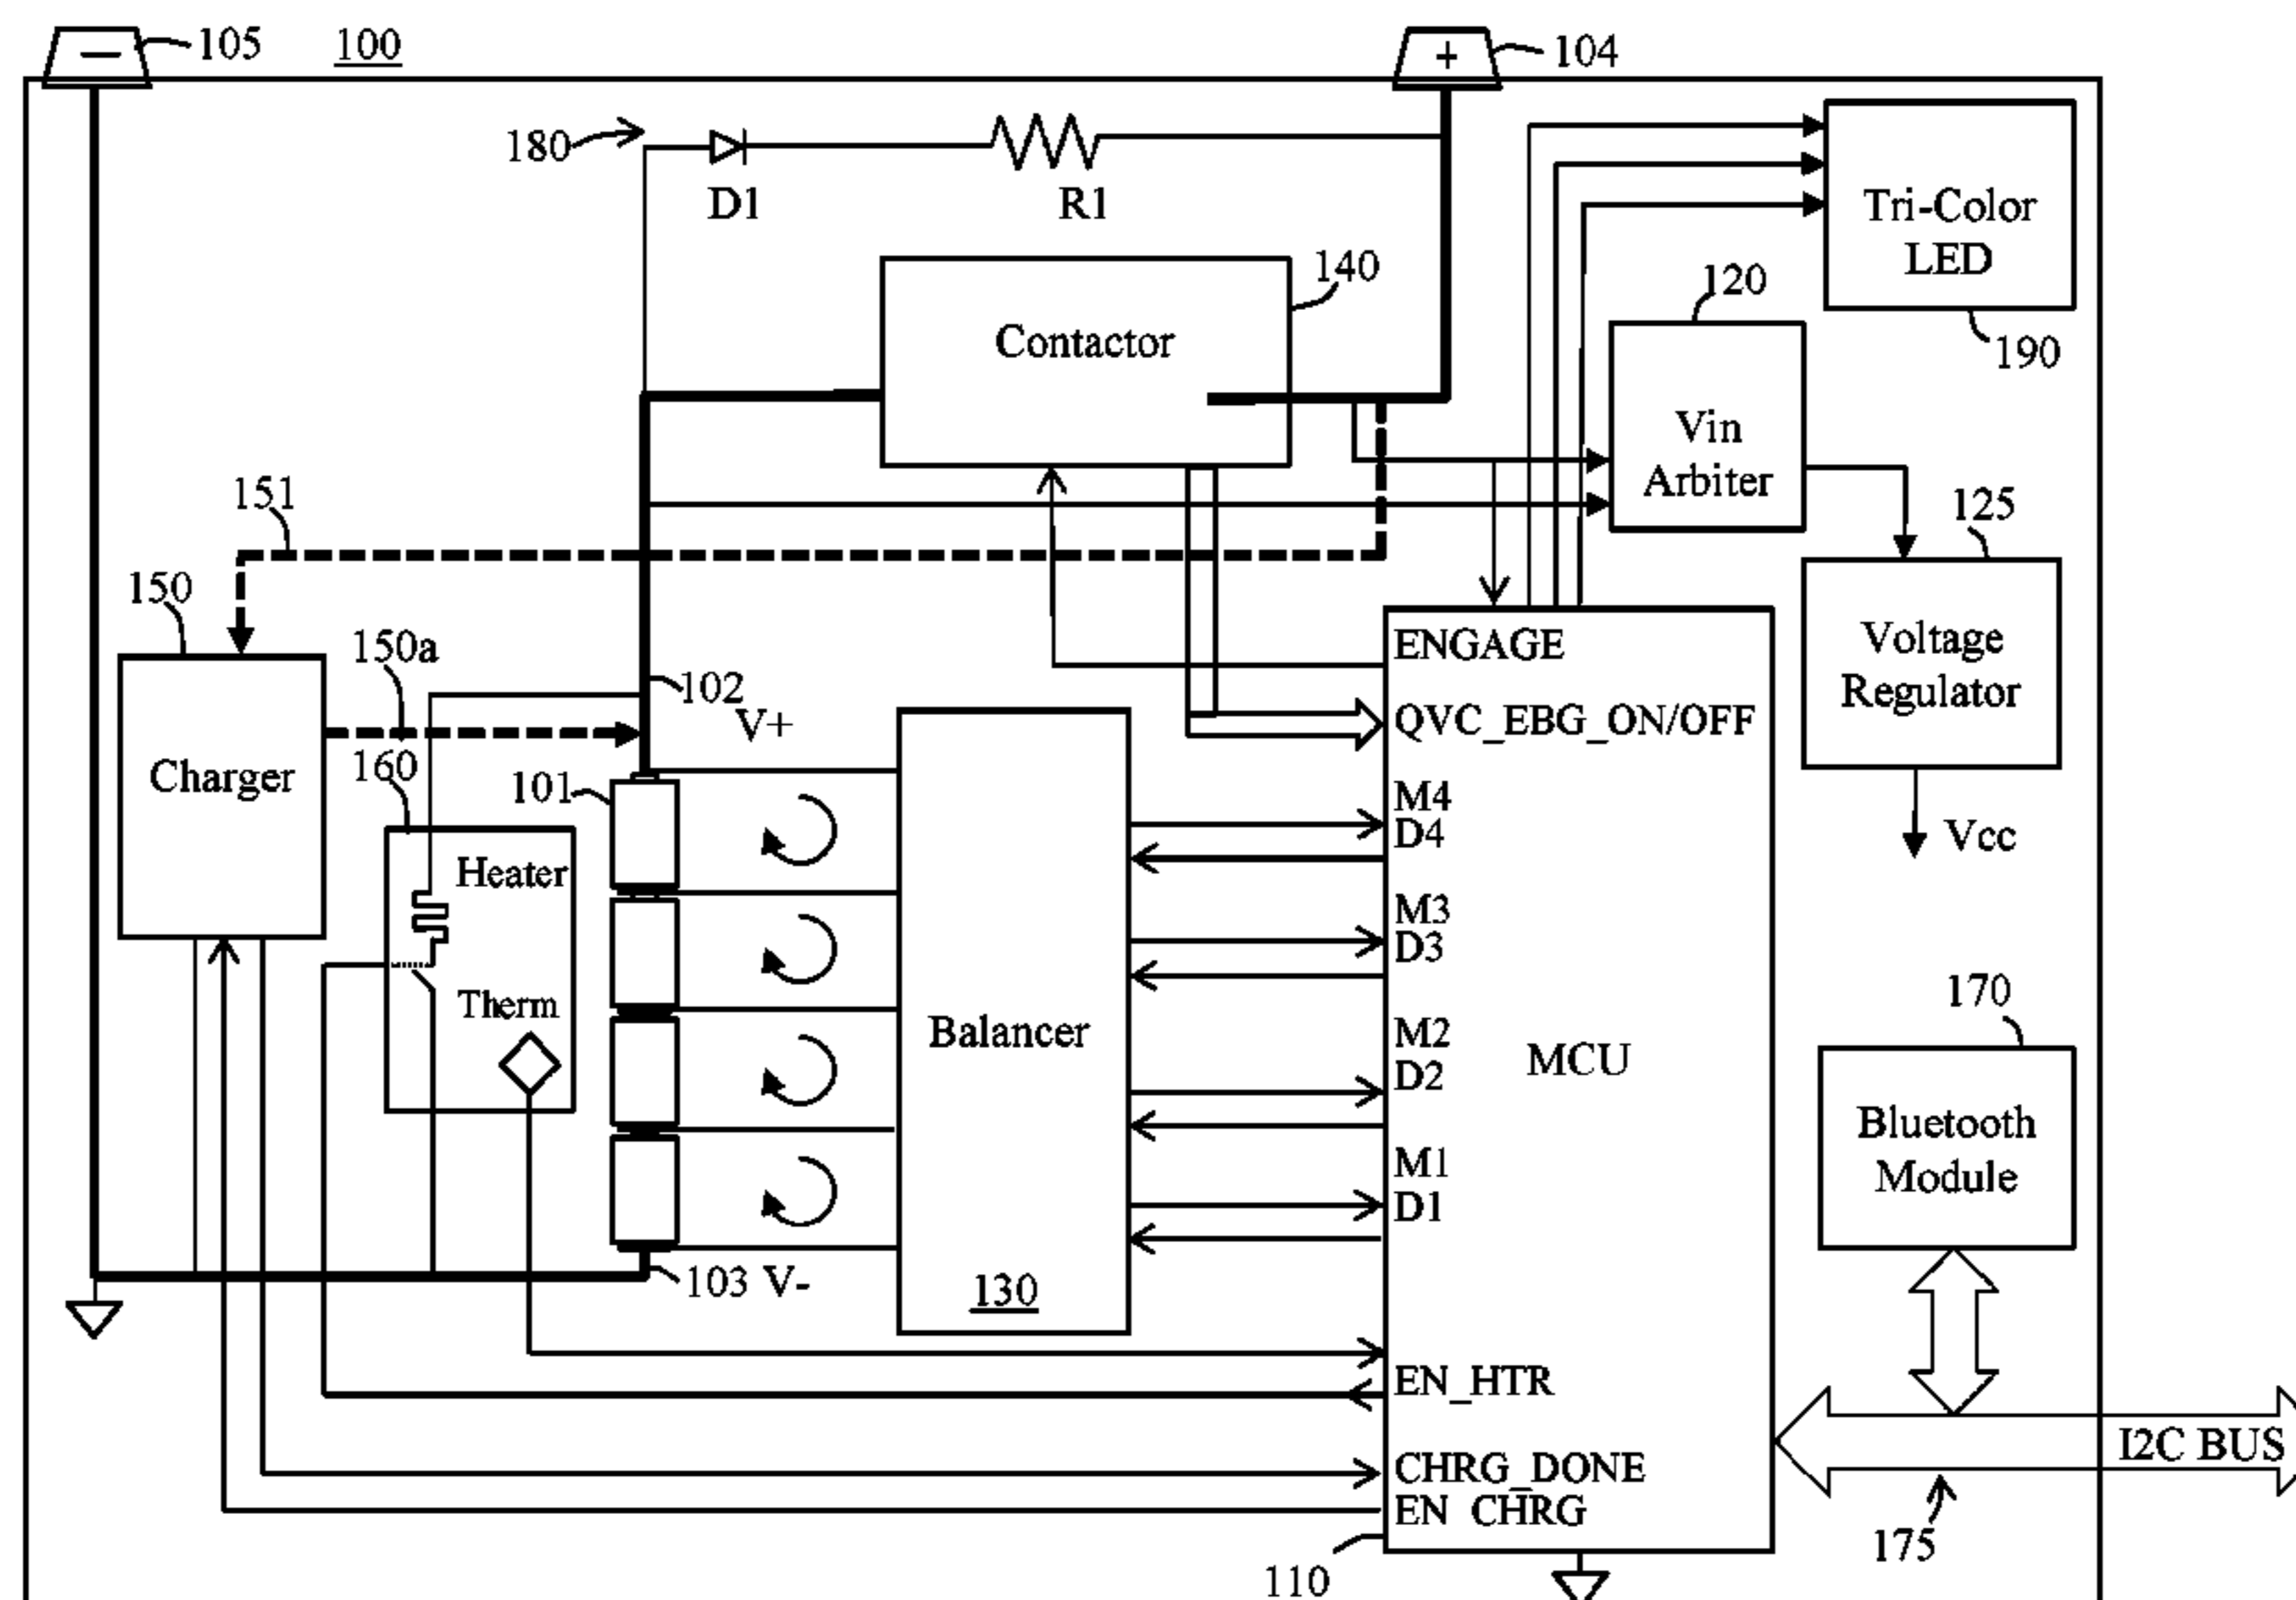 − 105 100 + 104
180
D1 R1
Tri-Color
LED
190
140
Contactor
120
Vin
Arbiter
151
125
Voltage
Regulator
Vcc
150
150a
Charger
102
V+
160
101
Heater
Therm
Balancer
130
103 V-
ENGAGE
QVC_EBG_ON/OFF
M4
D4
M3
D3
M2
D2
MCU
M1
D1
EN_HTR
CHRG_DONE
EN_CHRG
110
170
Bluetooth
Module
I2C BUS
175